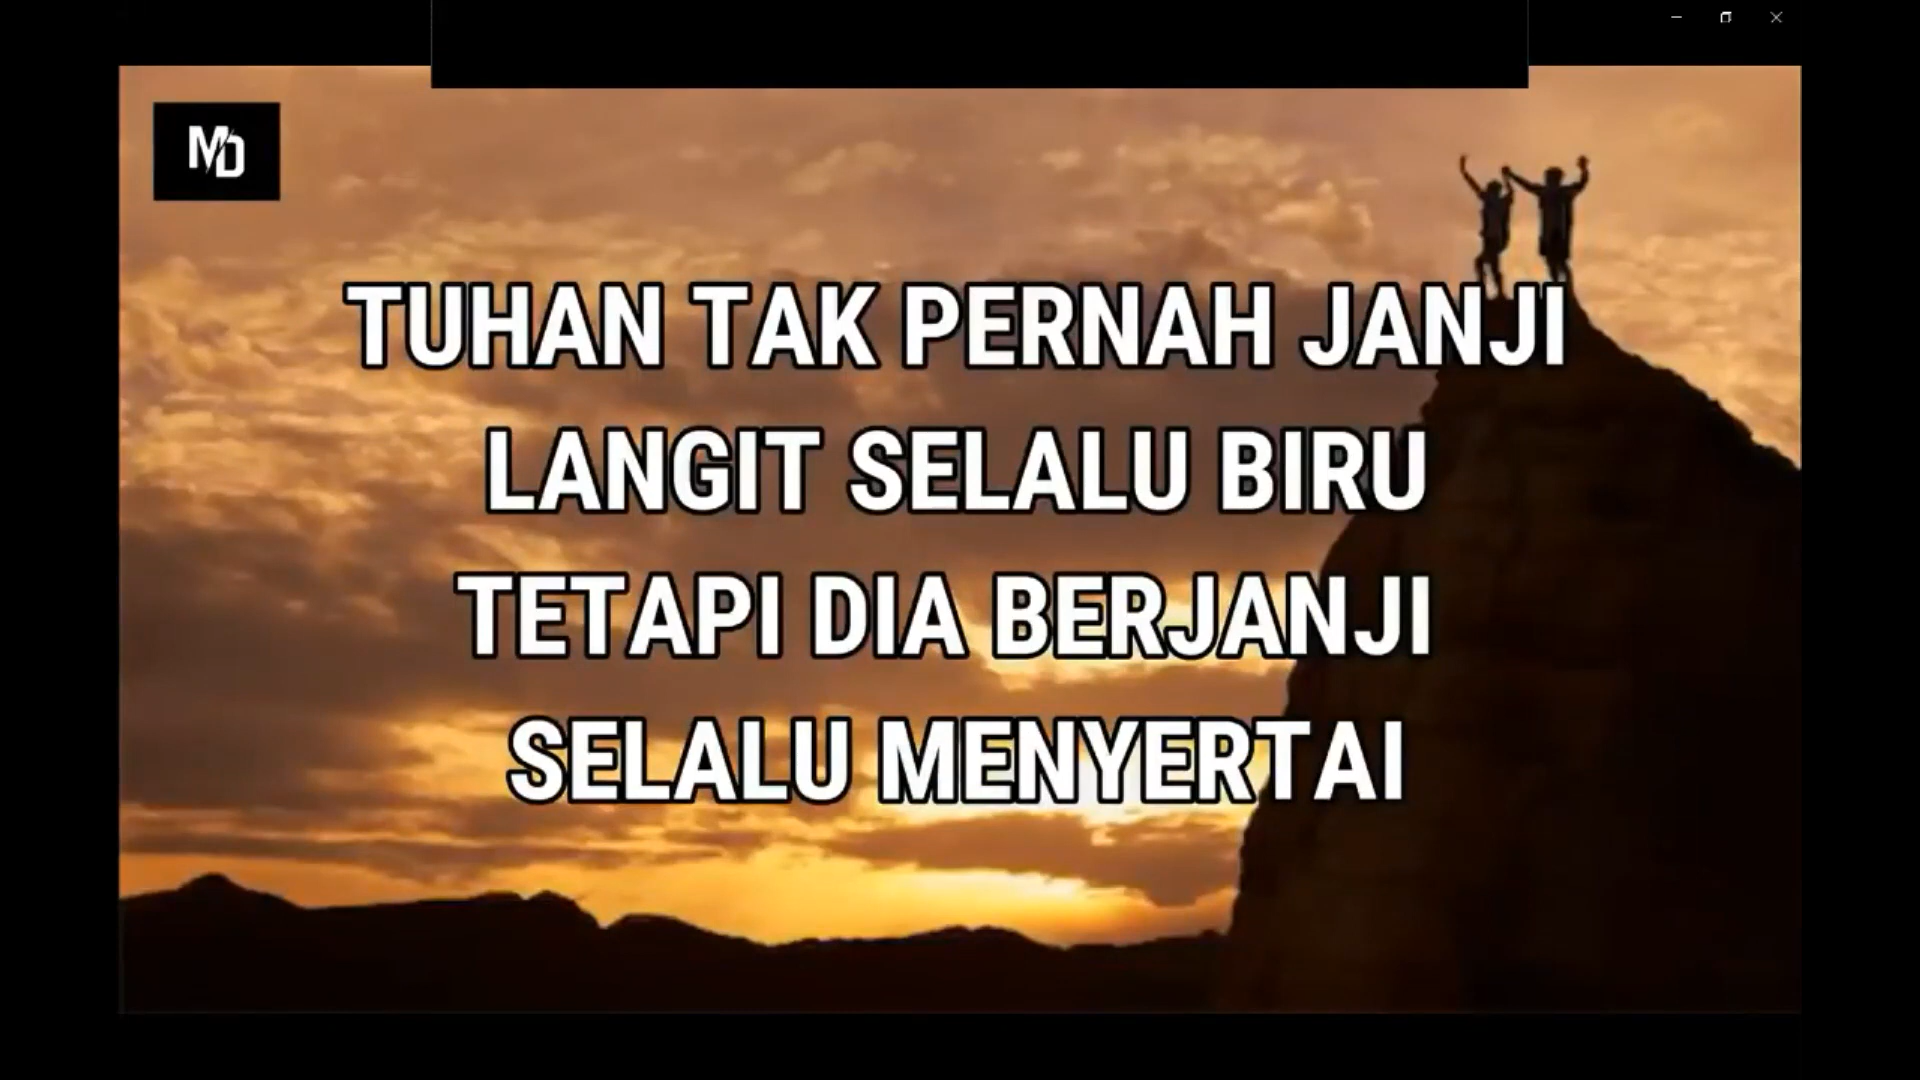 MD
TUHAN TAK PERNAH JANJI
LANGIT SELALU BIRU
TETAPI DIA BERJANJI
SELALU MENYERTAI